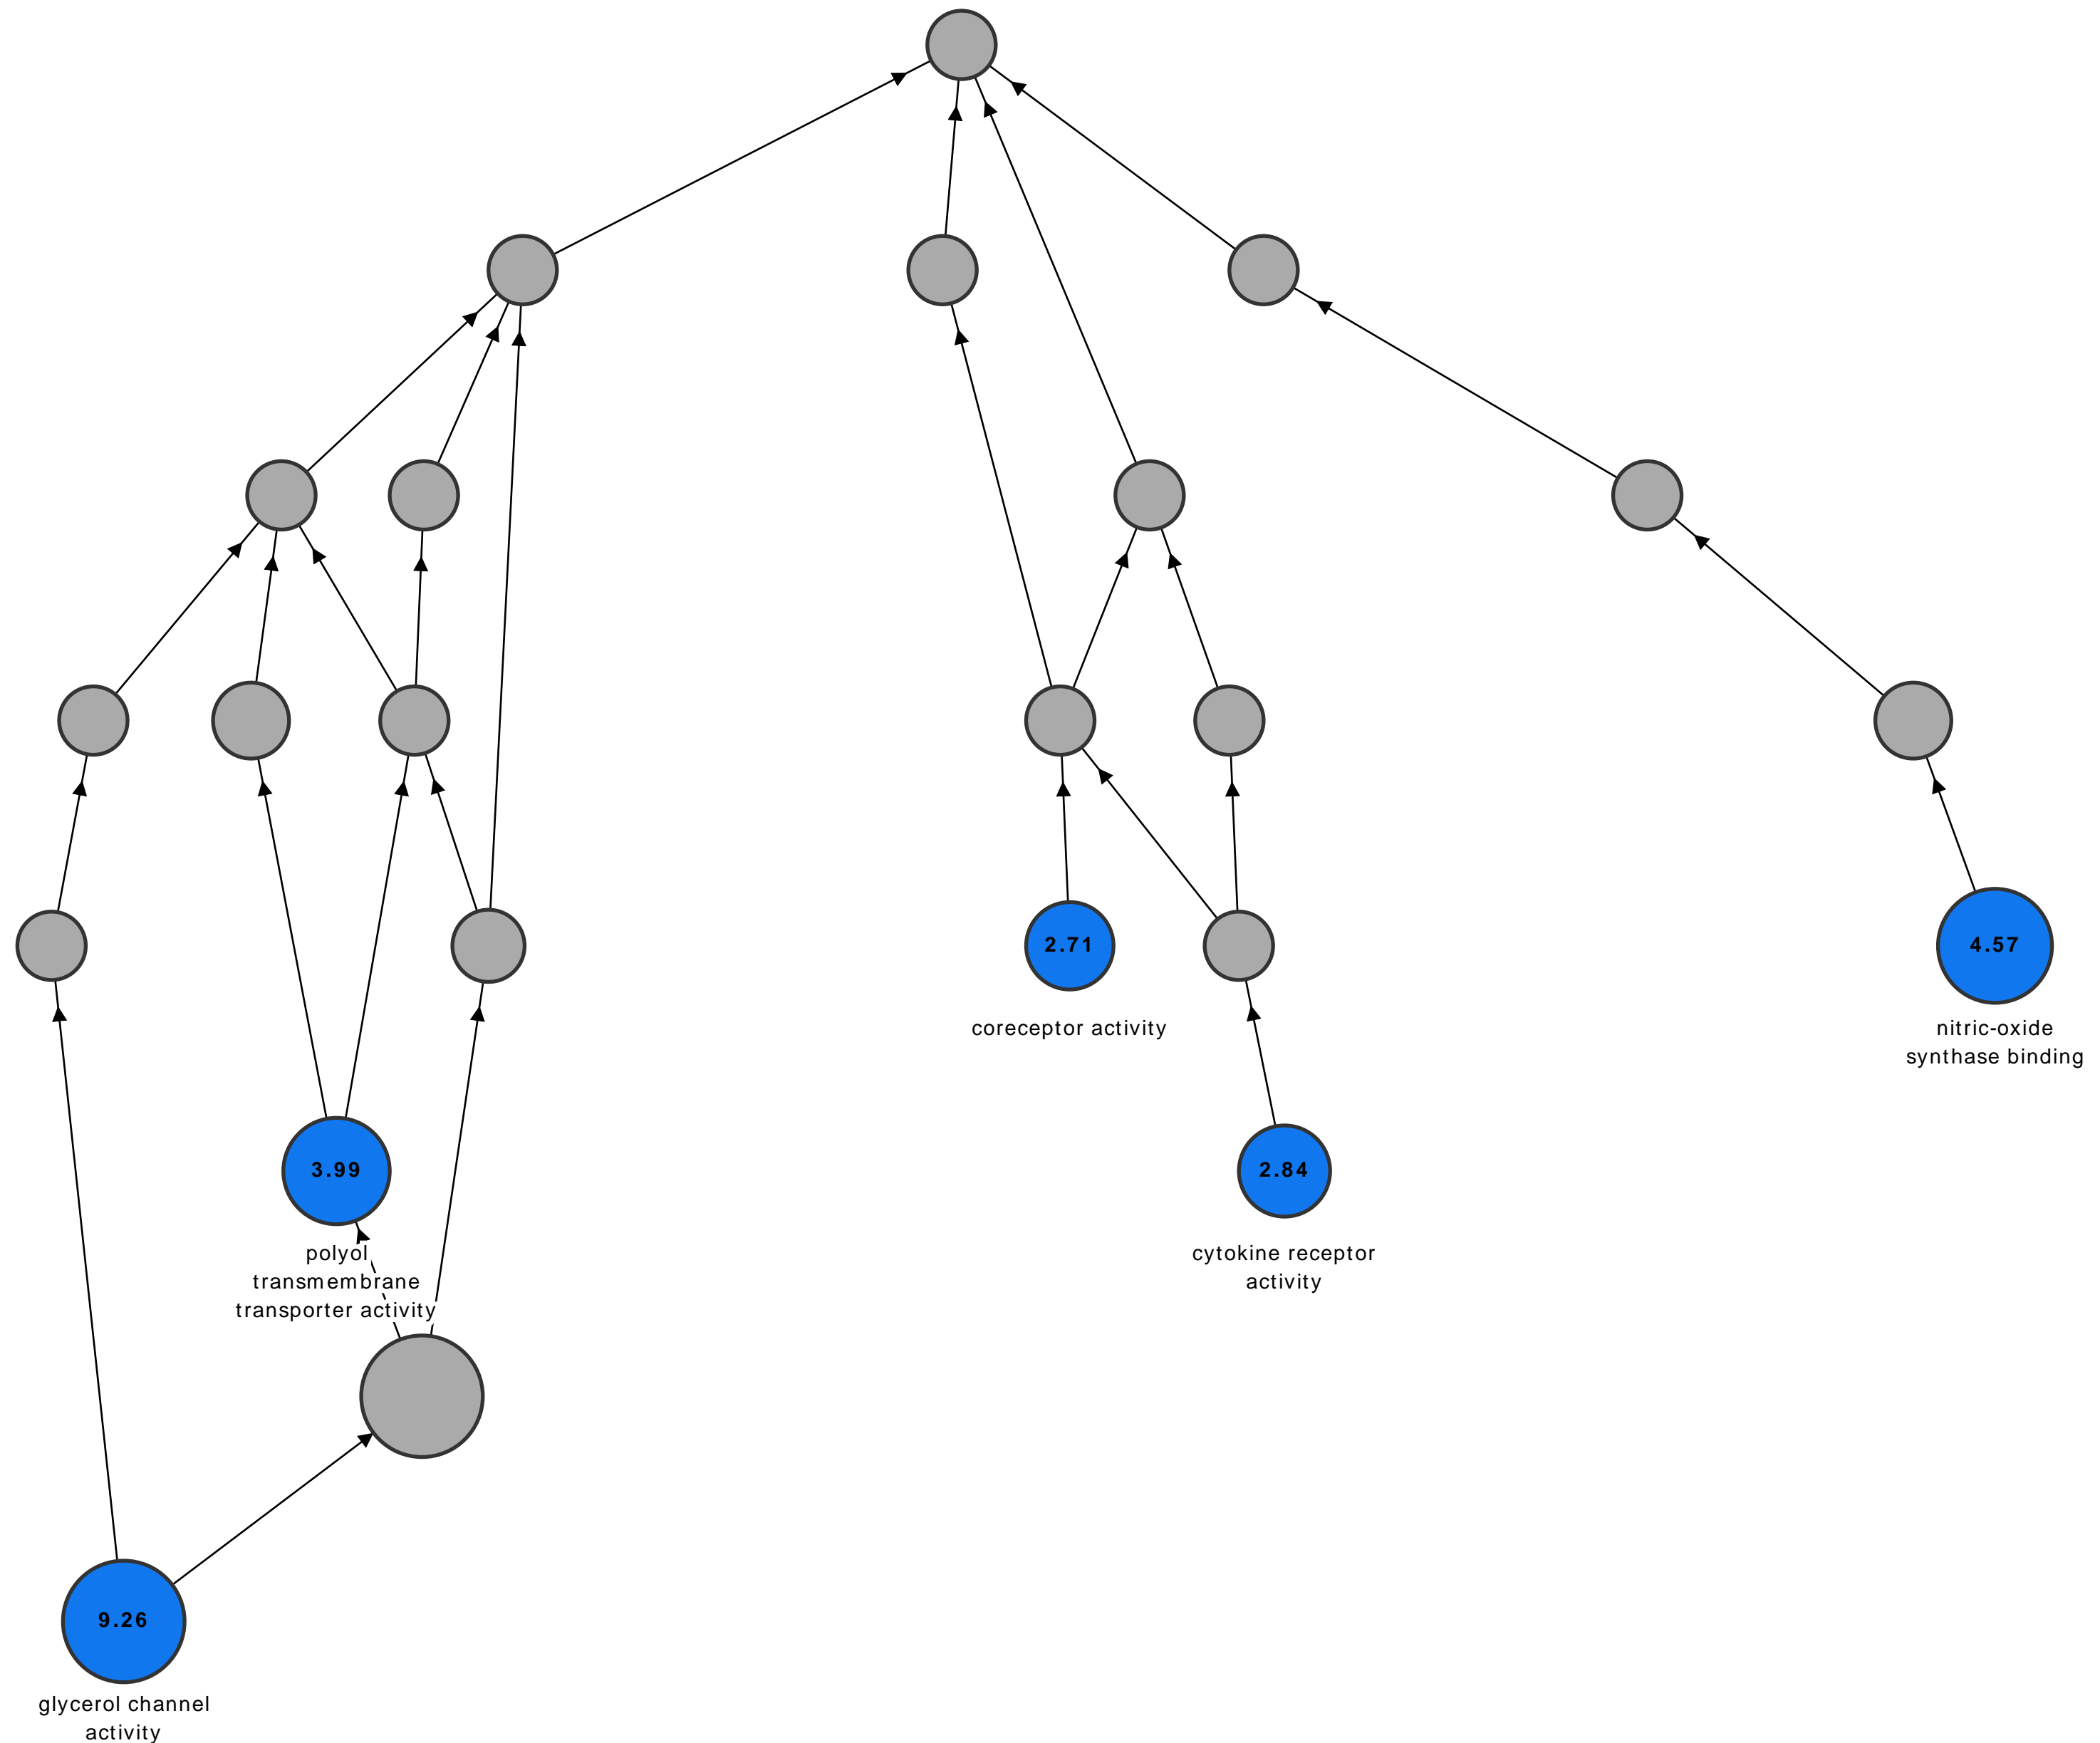 2.71
4.57
coreceptor activity
nitric-oxide
synthase binding
3.99
2.84
polyol
transmembrane
transporter activity
cytokine receptor
activity
9.26
glycerol channel
activity